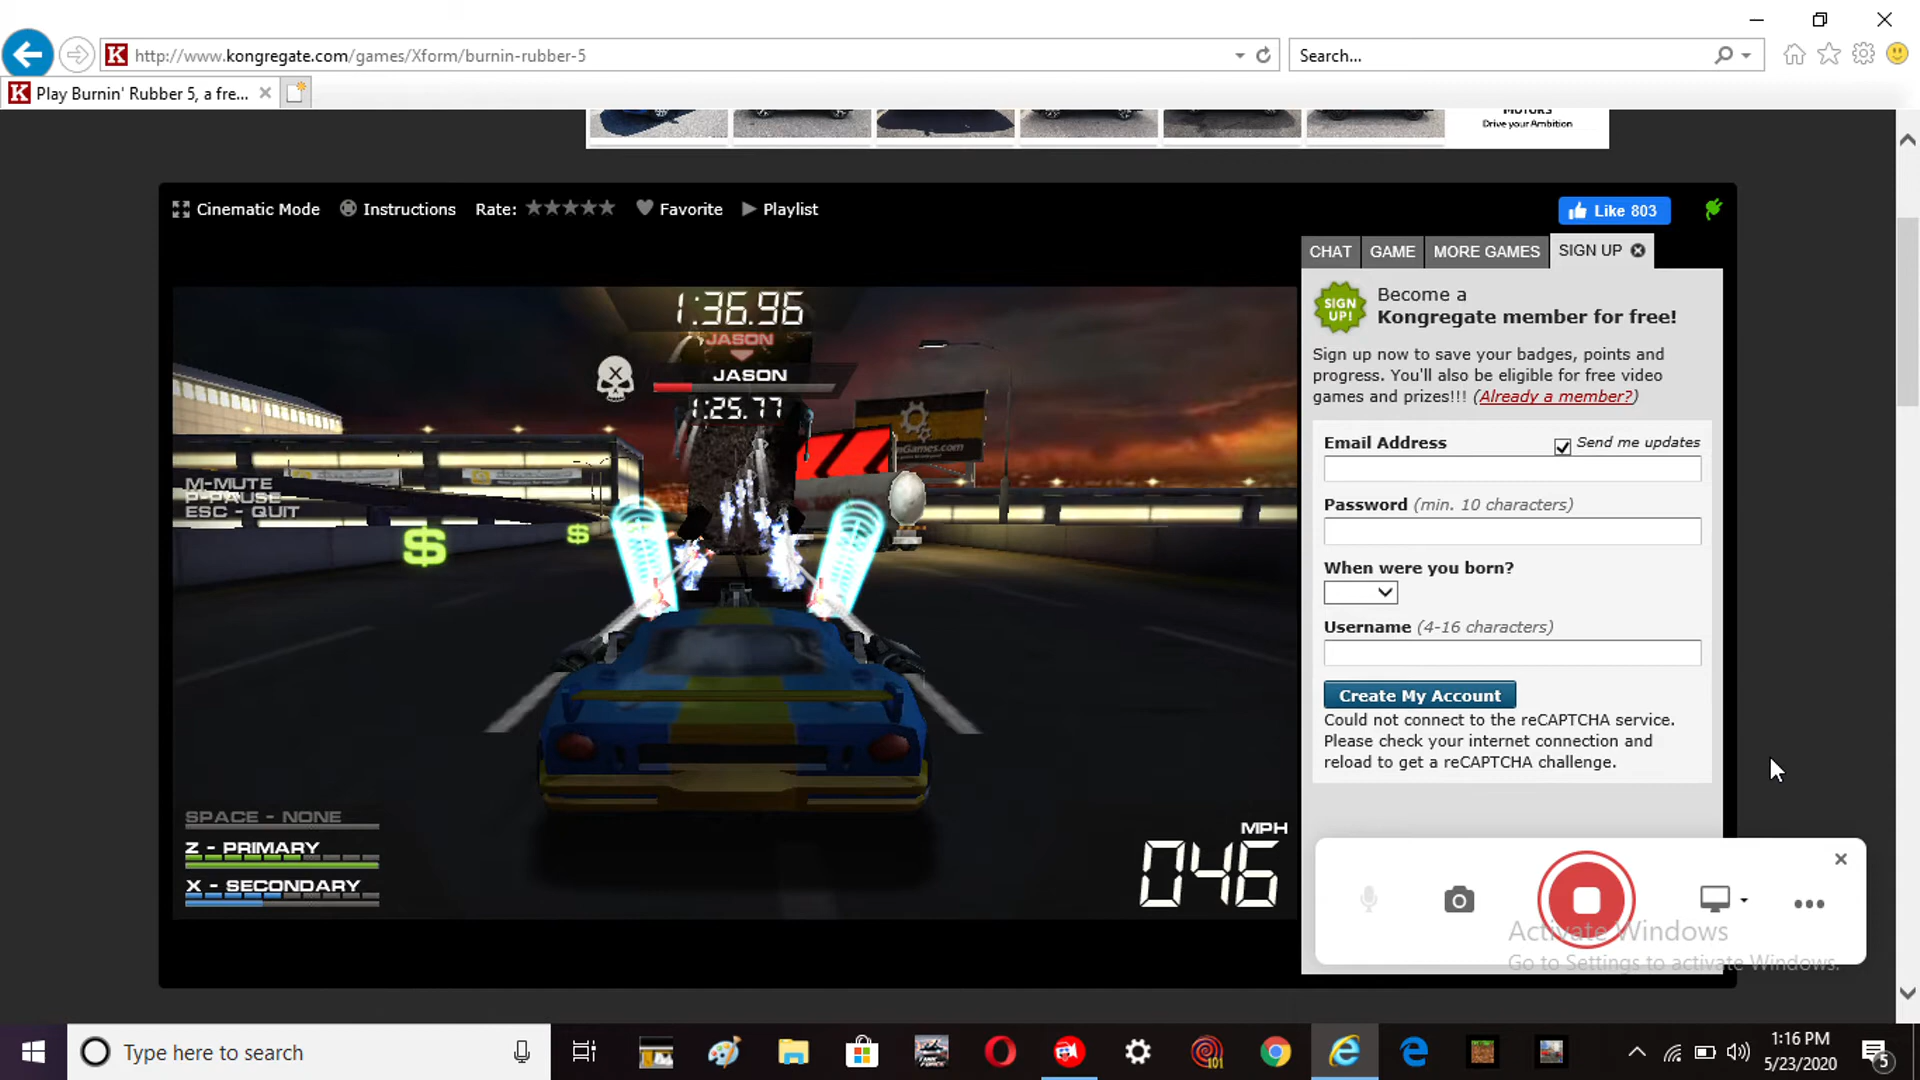 http://www.kongregate.com/games/Xform/burnin-rubber-5
Search...
Play Burnin' Rubber 5, a fre...
MOTORS
Drive your Ambition
Cinematic Mode
Instructions
Rate:
Favorite
Playlist
Like 803
CHAT
GAME
MORE GAMES
SIGN UP
1:36.96
JASON
JASON
1:25.77
M-MUTE
P-PAUSE
ESC - QUIT
$
$
SPACE - NONE
Z - PRIMARY
X - SECONDARY
MPH
046
SIGN UP!
Become a
Kongregate member for free!
Sign up now to save your badges, points and
progress. You'll also be eligible for free video
games and prizes!!! (Already a member?)
Email Address
Send me updates
Password (min. 10 characters)
When were you born?
Username (4-16 characters)
Create My Account
Could not connect to the reCAPTCHA service.
Please check your internet connection and
reload to get a reCAPTCHA challenge.
Activate Windows
Go to Settings to activate Windows.
Type here to search
101
1:16 PM
5/23/2020
5